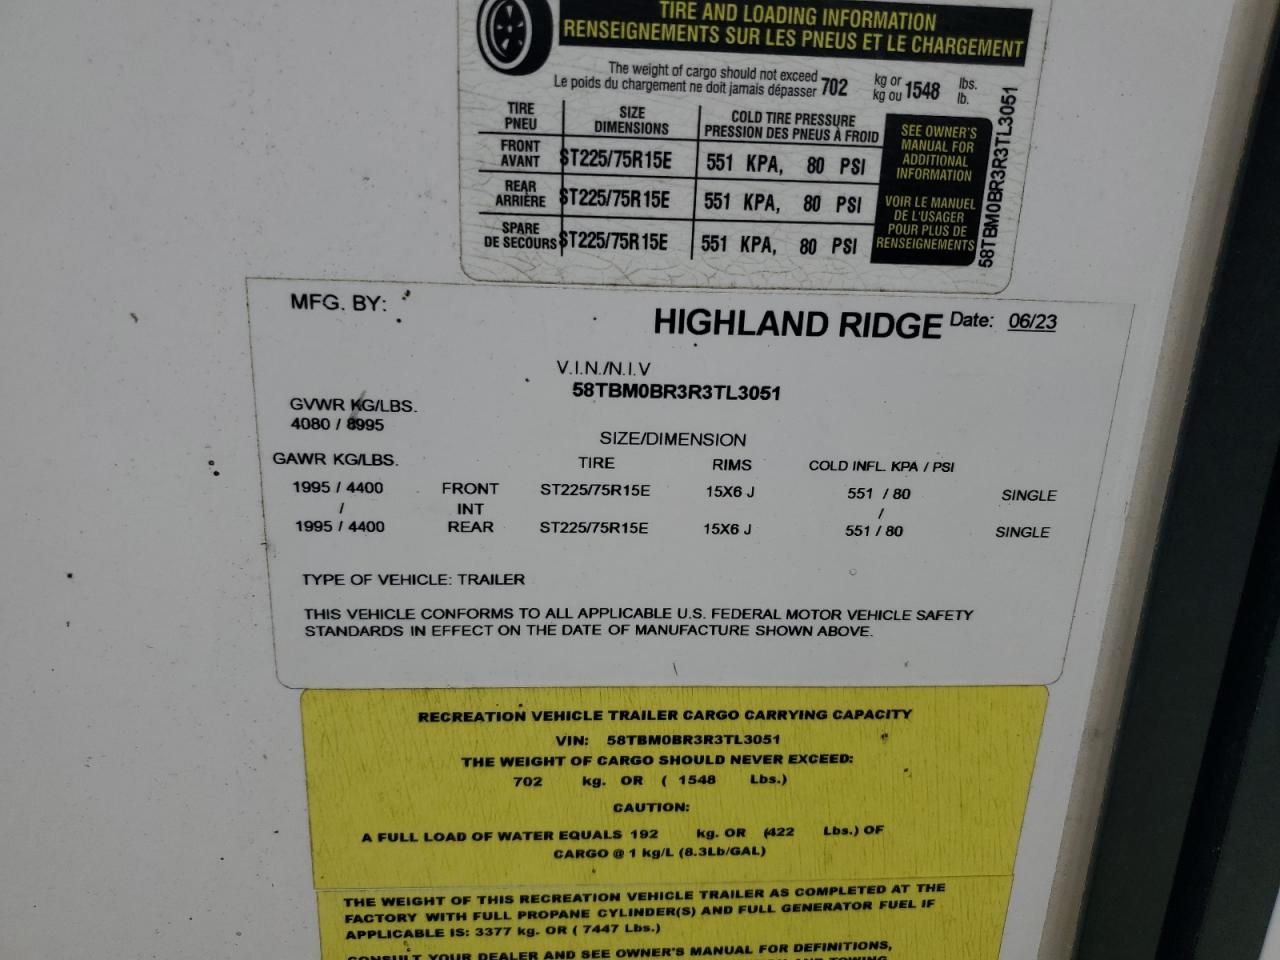 TIRE AND LOADING INFORMATION
RENSEIGNEMENTS SUR LES PNEUS ET LE CHARGEMENT
The weight of cargo should not exceed 702 kg or 1548 lbs.
Le poids du chargement ne doit jamais dépasser kg ou lb.
TIRE SIZE COLD TIRE PRESSURE
PNEU DIMENSIONS PRESSION DES PNEUS À FROID
FRONT
AVANT ST225/75R15E 551 KPA, 80 PSI
REAR
ARRIÈRE ST225/75R15E 551 KPA, 80 PSI
SPARE
DE SECOURS ST225/75R15E 551 KPA, 80 PSI
SEE OWNER'S
MANUAL FOR
ADDITIONAL
INFORMATION
VOIR LE MANUEL
DE L'USAGER
POUR PLUS DE
RENSEIGNEMENTS
58TBM0BR3R3TL3051
MFG. BY:
HIGHLAND RIDGE Date: 06/23
V.I.N./N.I.V
58TBM0BR3R3TL3051
GVWR KG/LBS.
4080 / 8995
SIZE/DIMENSION
GAWR KG/LBS. TIRE RIMS COLD INFL. KPA / PSI
1995 / 4400 FRONT ST225/75R15E 15X6 J 551 / 80 SINGLE
/ INT /
1995 / 4400 REAR ST225/75R15E 15X6 J 551 / 80 SINGLE
TYPE OF VEHICLE: TRAILER
THIS VEHICLE CONFORMS TO ALL APPLICABLE U.S. FEDERAL MOTOR VEHICLE SAFETY
STANDARDS IN EFFECT ON THE DATE OF MANUFACTURE SHOWN ABOVE.
RECREATION VEHICLE TRAILER CARGO CARRYING CAPACITY
VIN: 58TBM0BR3R3TL3051
THE WEIGHT OF CARGO SHOULD NEVER EXCEED:
702 kg. OR ( 1548 Lbs.)
CAUTION:
A FULL LOAD OF WATER EQUALS 192 kg. OR (422 Lbs.) OF
CARGO @ 1 kg/L (8.3Lb/GAL)
THE WEIGHT OF THIS RECREATION VEHICLE TRAILER AS COMPLETED AT THE
FACTORY WITH FULL PROPANE CYLINDER(S) AND FULL GENERATOR FUEL IF
APPLICABLE IS: 3377 kg. OR ( 7447 Lbs.)
CONSULT YOUR DEALER AND SEE OWNER'S MANUAL FOR DEFINITIONS,